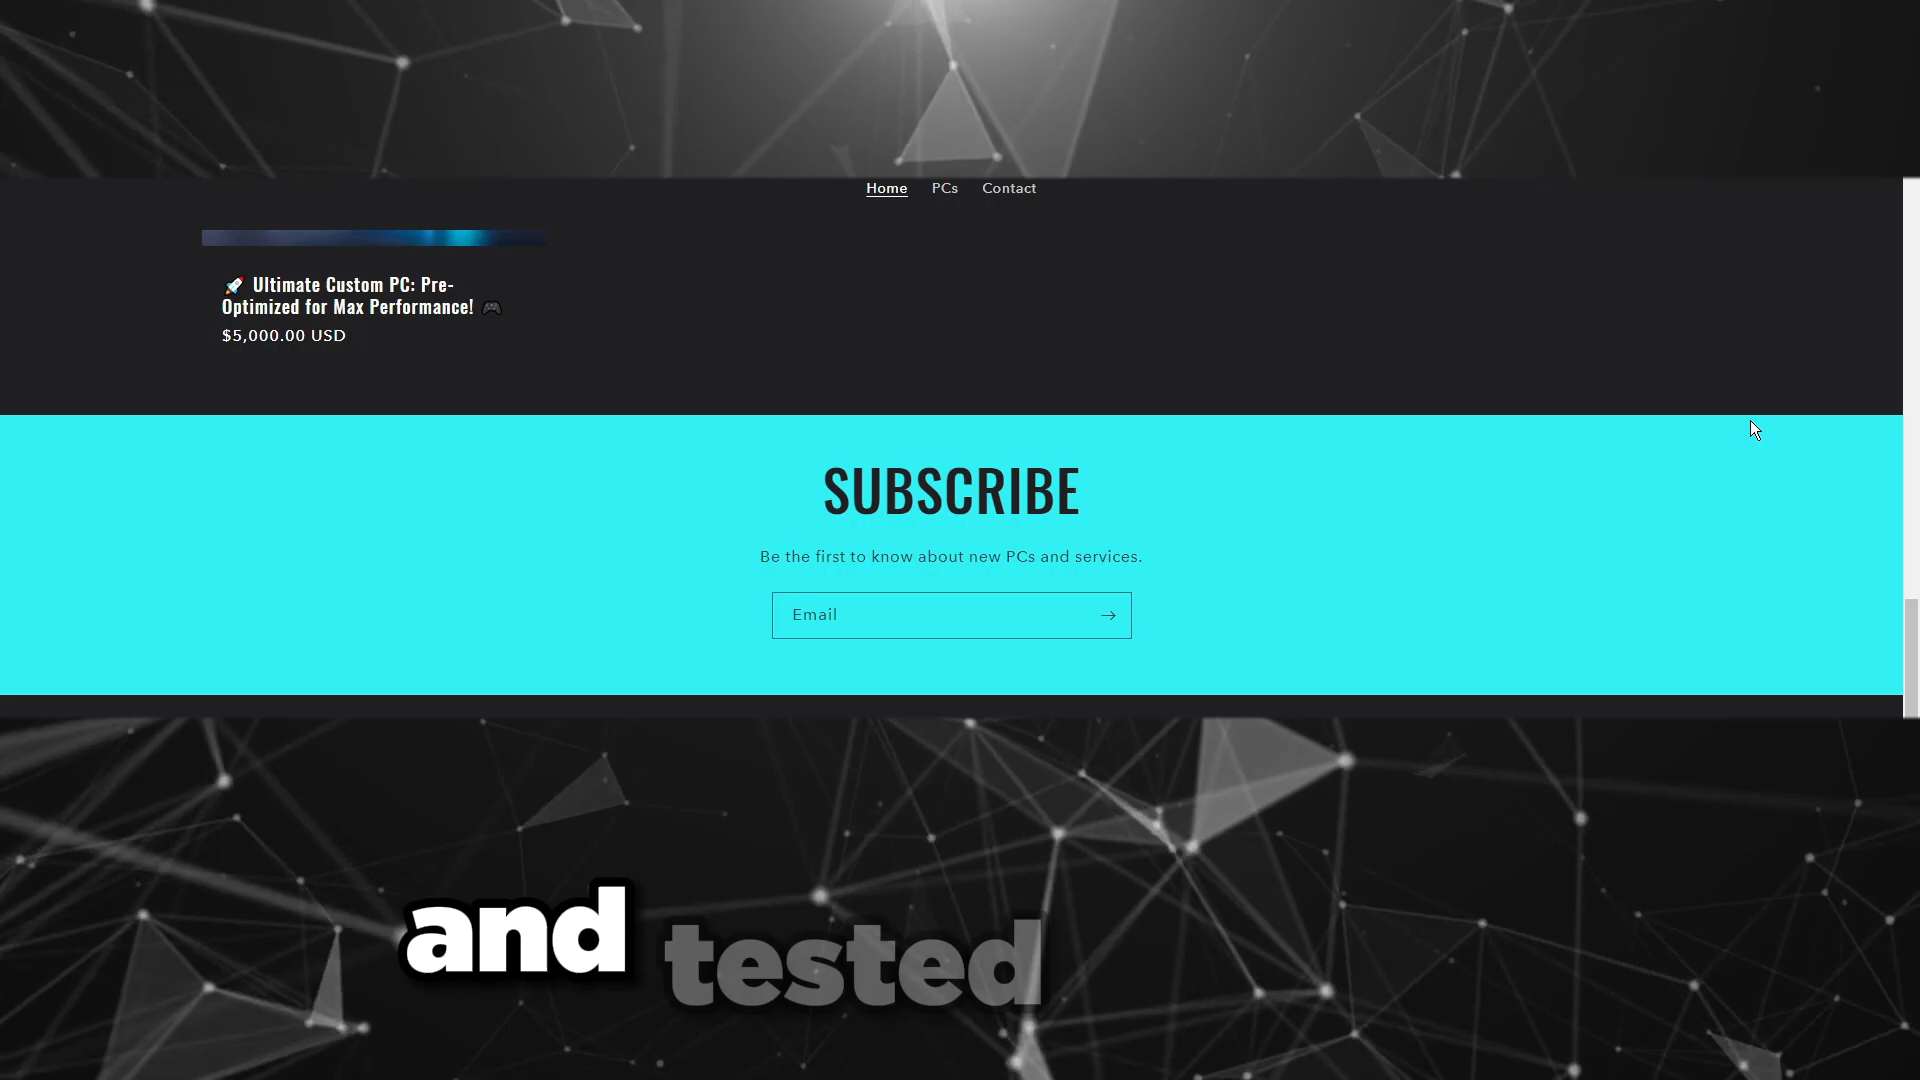 Home PCs Contact
🚀 Ultimate Custom PC: Pre-
Optimized for Max Performance! 🎮
$5,000.00 USD
SUBSCRIBE
Be the first to know about new PCs and services.
Email →
and tested